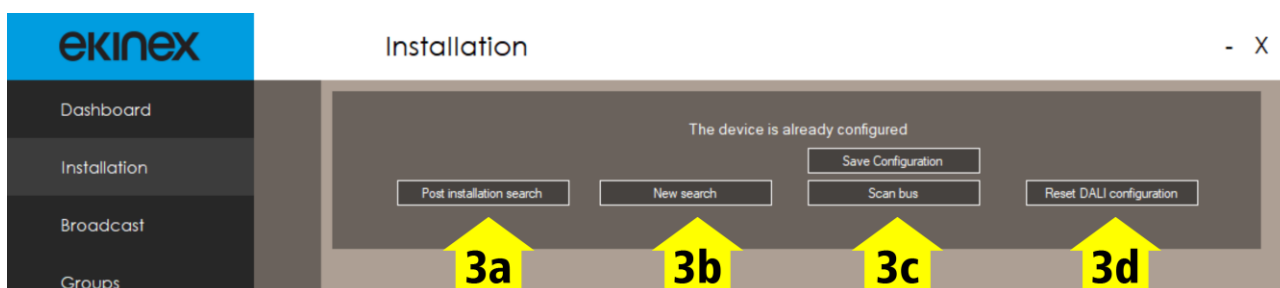 ekinex
Installation
- X
Dashboard
Installation
Broadcast
Groups
The device is already configured
Save Configuration
Post installation search
New search
Scan bus
Reset DALI configuration
3a
3b
3c
3d